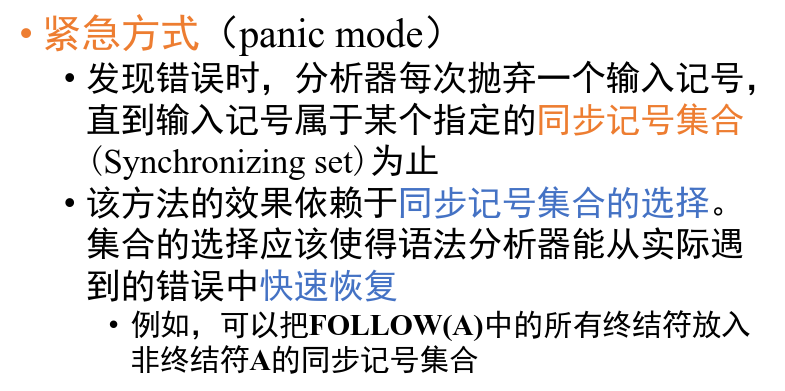 • 紧急方式（panic mode）
• 发现错误时，分析器每次抛弃一个输入记号，
直到输入记号属于某个指定的同步记号集合
(Synchronizing set)为止
• 该方法的效果依赖于同步记号集合的选择。
集合的选择应该使得语法分析器能从实际遇
到的错误中快速恢复
• 例如，可以把FOLLOW(A)中的所有终结符放入
非终结符A的同步记号集合